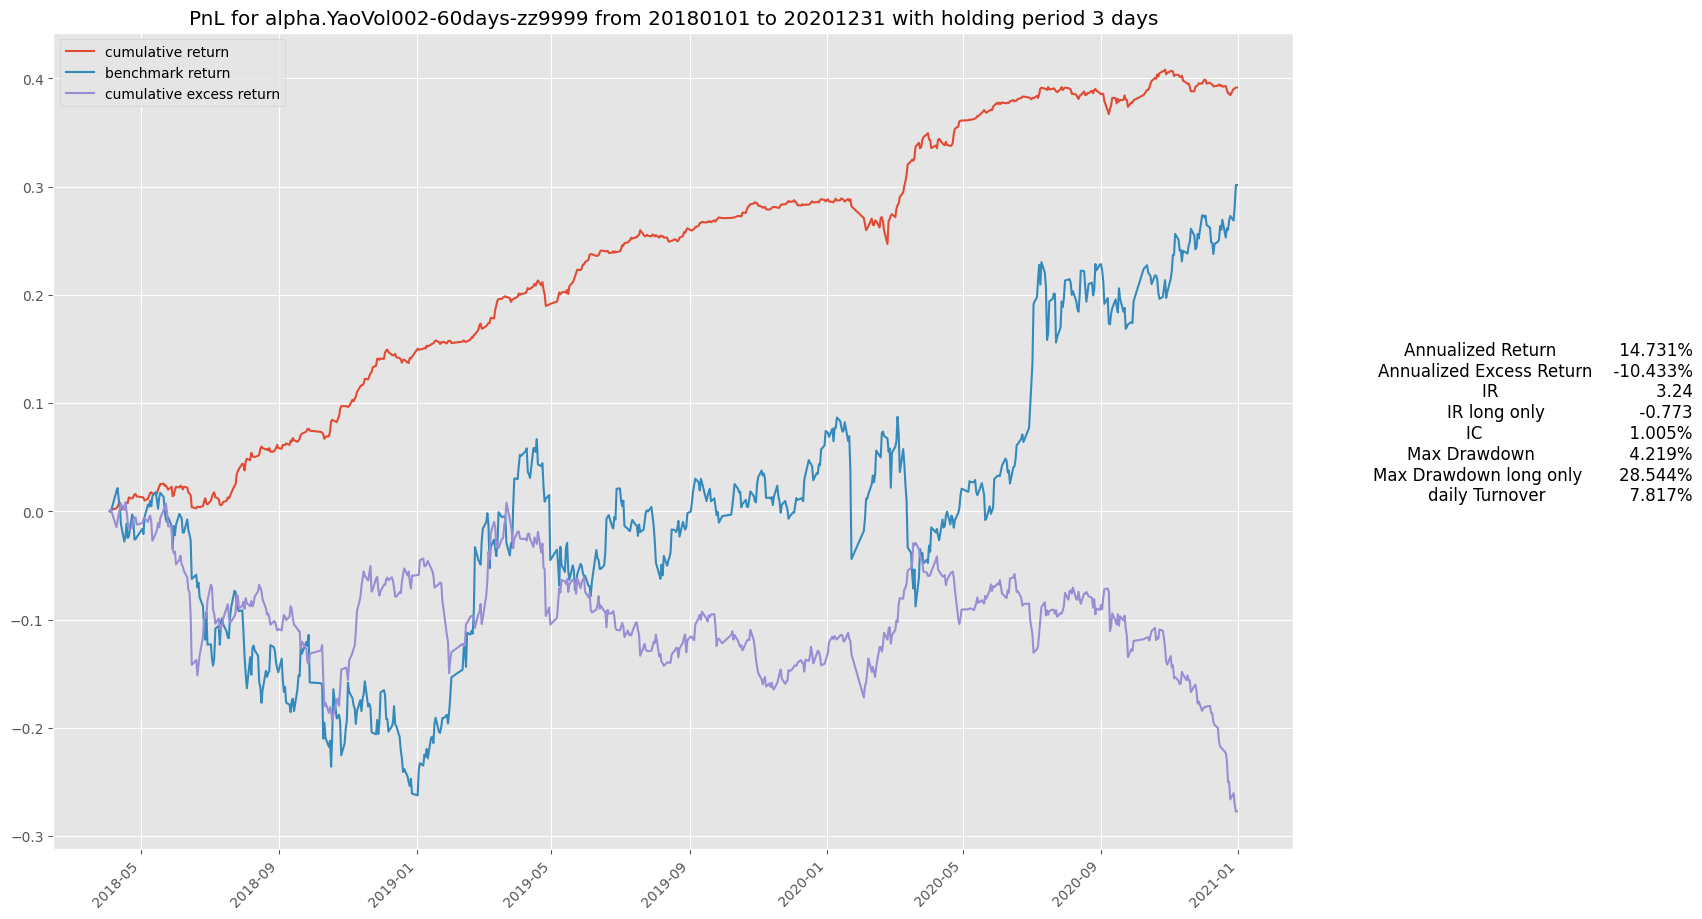 PnL for alpha.YaoVol002-60days-zz9999 from 20180101 to 20201231 with holding period 3 days
cumulative return
benchmark return
cumulative excess return
0.4
0.3
0.2
0.1
0.0
−0.1
−0.2
−0.3
2018-05
2018-09
2019-01
2019-05
2019-09
2020-01
2020-05
2020-09
2021-01
Annualized Return 14.731%
Annualized Excess Return -10.433%
IR 3.24
IR long only -0.773
IC 1.005%
Max Drawdown 4.219%
Max Drawdown long only 28.544%
daily Turnover 7.817%